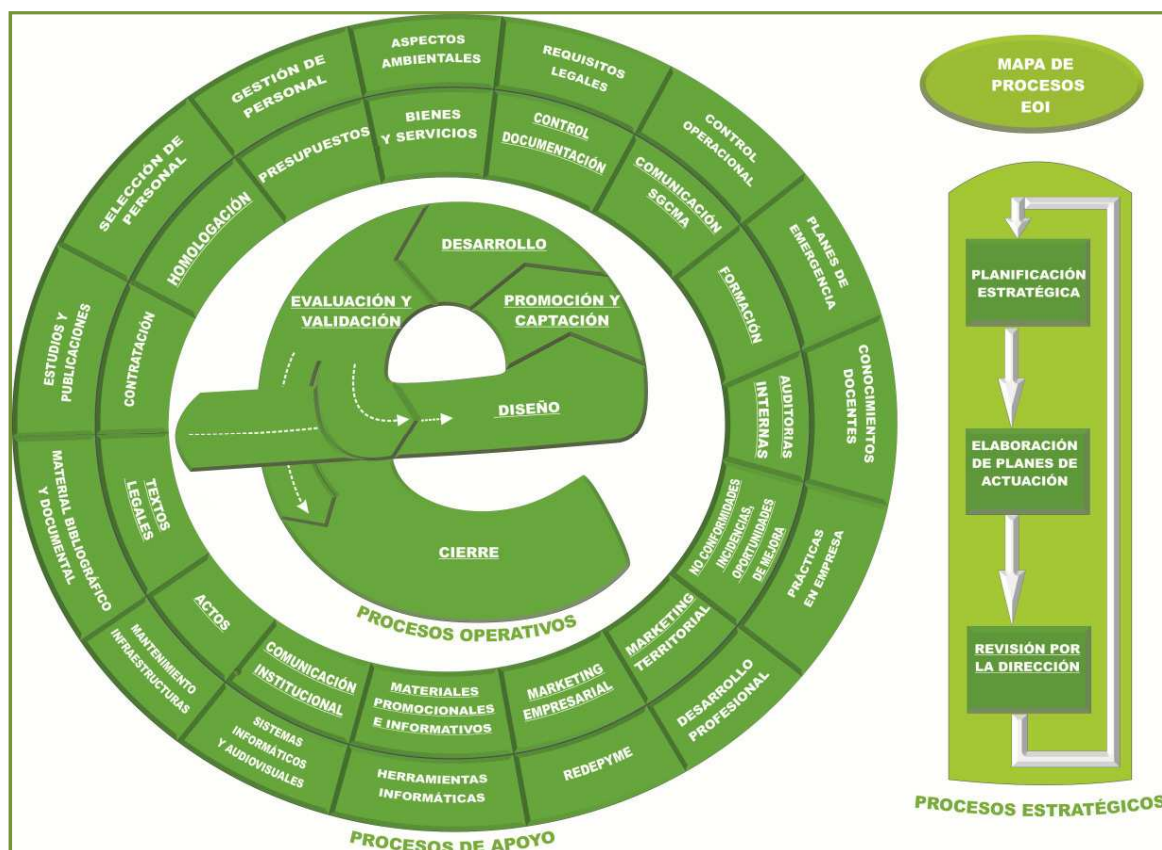 MAPA DE
PROCESOS
EOI
ASPECTOS
AMBIENTALES
REQUISITOS
LEGALES
CONTROL
OPERACIONAL
PLANES DE
EMERGENCIA
CONOCIMIENTOS
DOCENTES
PRÁCTICAS
EN EMPRESA
DESARROLLO
PROFESIONAL
REDEPYME
HERRAMIENTAS
INFORMÁTICAS
SISTEMAS
INFORMÁTICOS
Y AUDIOVISUALES
MANTENIMIENTO
INFRAESTRUCTURAS
MATERIAL BIBLIOGRÁFICO
Y DOCUMENTAL
ESTUDIOS Y
PUBLICACIONES
SELECCIÓN DE
PERSONAL
GESTIÓN DE
PERSONAL
BIENES
Y SERVICIOS
CONTROL
DOCUMENTACIÓN
COMUNICACIÓN
SGCMA
FORMACIÓN
AUDITORIAS
INTERNAS
NO CONFORMIDADES
INCIDENCIAS,
OPORTUNIDADES
DE MEJORA
MARKETING
TERRITORIAL
MARKETING
EMPRESARIAL
MATERIALES
PROMOCIONALES
E INFORMATIVOS
COMUNICACIÓN
INSTITUCIONAL
ACTOS
TEXTOS
LEGALES
CONTRATACIÓN
HOMOLOGACIÓN
PRESUPUESTOS
DESARROLLO
EVALUACIÓN Y
VALIDACIÓN
PROMOCIÓN Y
CAPTACIÓN
DISEÑO
CIERRE
PROCESOS OPERATIVOS
PROCESOS DE APOYO
PLANIFICACIÓN
ESTRATÉGICA
ELABORACIÓN
DE PLANES DE
ACTUACIÓN
REVISIÓN POR
LA DIRECCIÓN
PROCESOS ESTRATÉGICOS